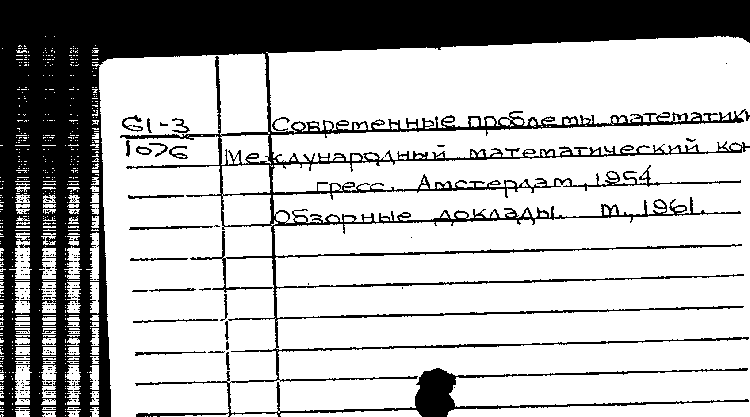 61-3 Современные проблемы математики
1076 Международный математический кон-
гресс. Амстердам, 1954.
Обзорные доклады. М., 1961.